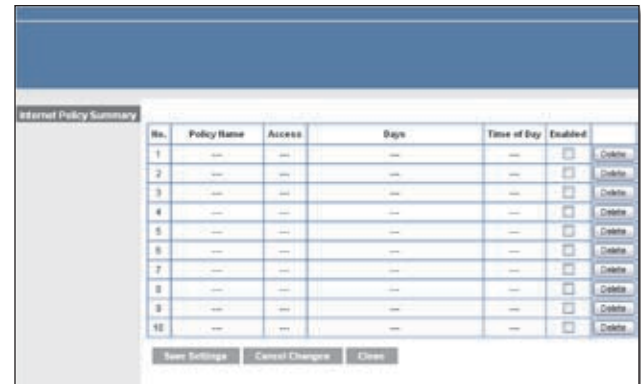 Internet Policy Summary
No. Policy Name Access Days Time of Day Enabled
1 --- --- --- --- Delete
2 --- --- --- --- Delete
3 --- --- --- --- Delete
4 --- --- --- --- Delete
5 --- --- --- --- Delete
6 --- --- --- --- Delete
7 --- --- --- --- Delete
8 --- --- --- --- Delete
9 --- --- --- --- Delete
10 --- --- --- --- Delete
Save Settings Cancel Changes Close